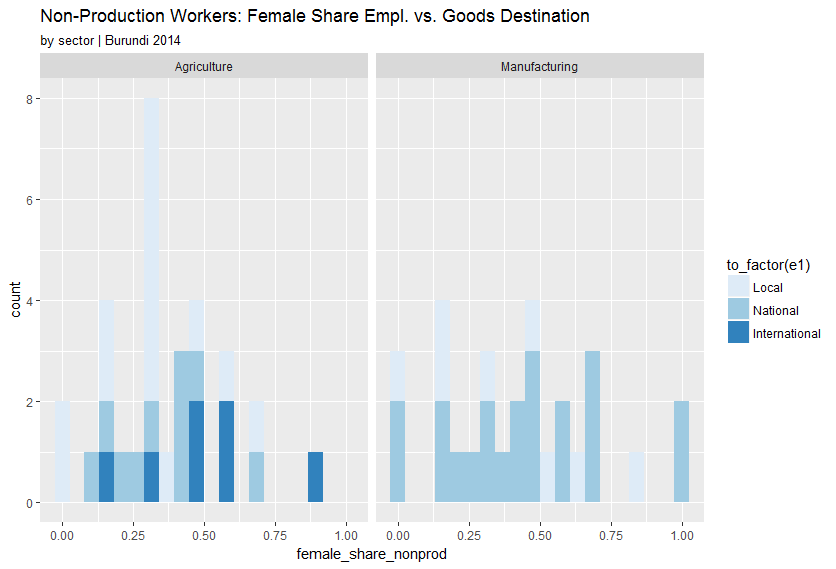 Non-Production Workers: Female Share Empl. vs. Goods Destination
by sector | Burundi 2014
Agriculture
Manufacturing
8
6
4
2
0
count
0.00 0.25 0.50 0.75 1.00
0.00 0.25 0.50 0.75 1.00
female_share_nonprod
to_factor(e1)
Local
National
International